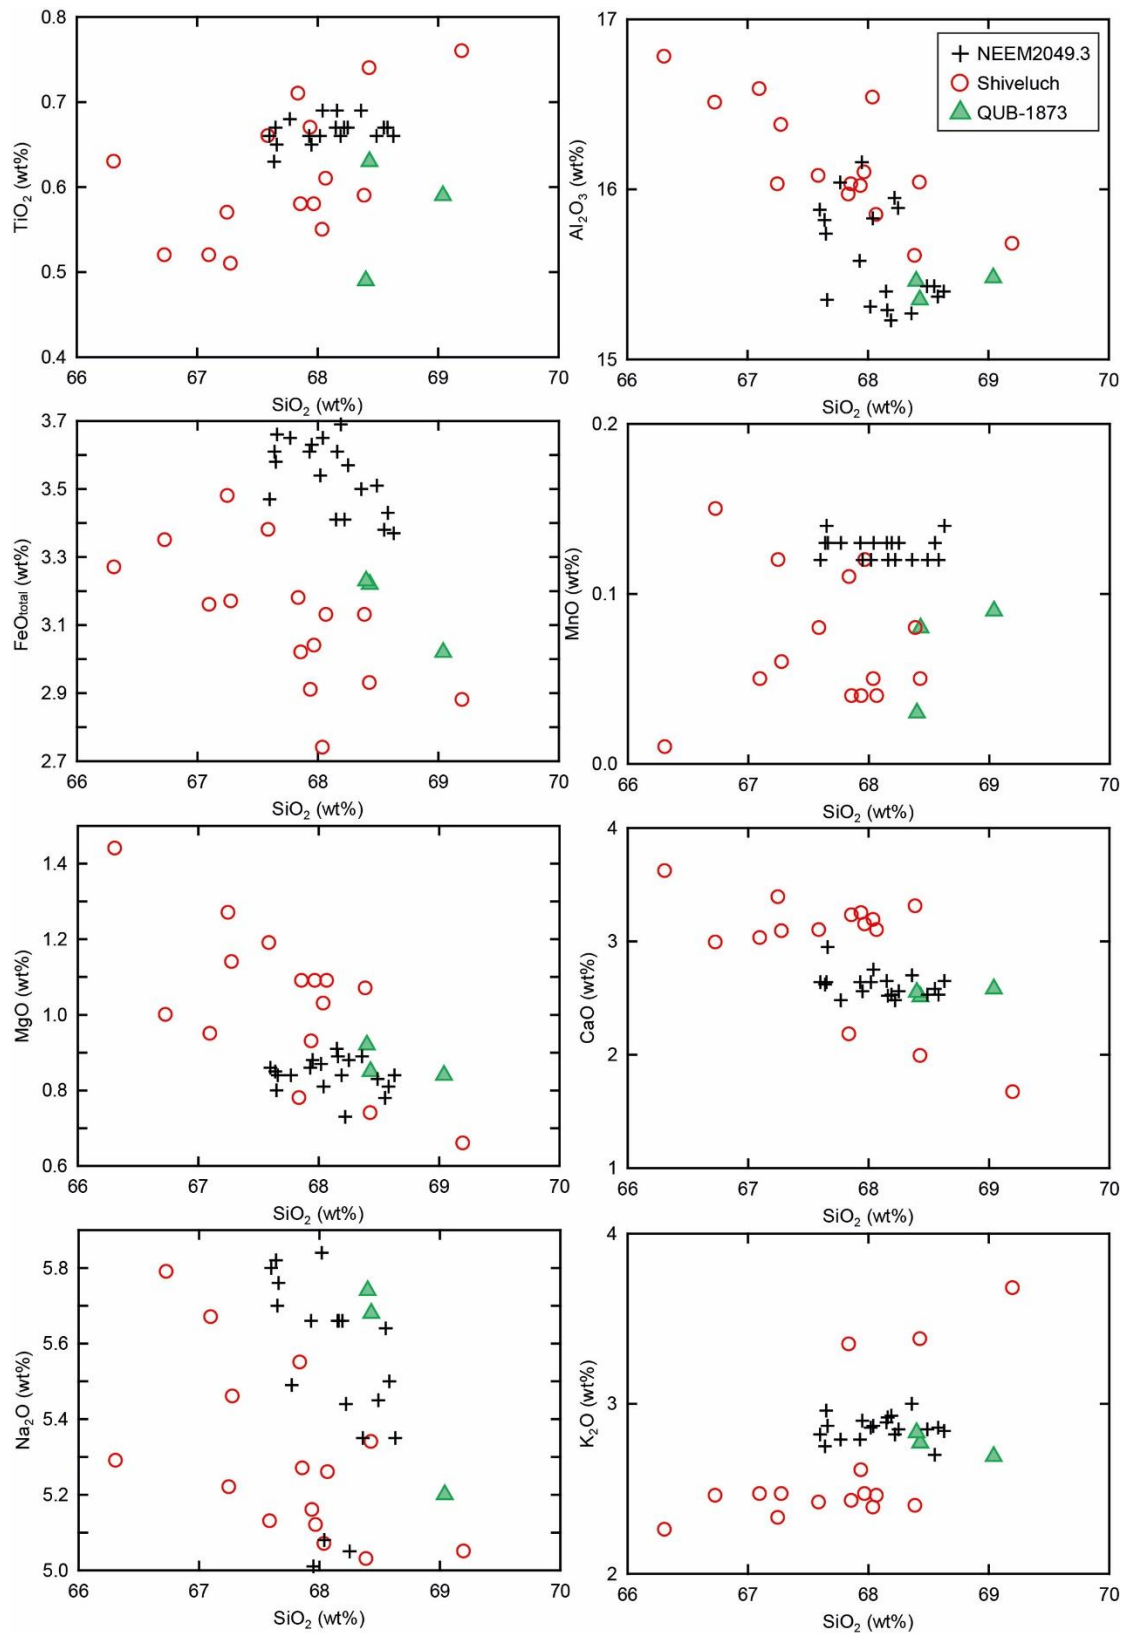 0.8
0.7
0.6
0.5
0.4
TiO₂ (wt%)
66 67 68 69 70
SiO₂ (wt%)
17
16
15
Al₂O₃ (wt%)
NEEM2049.3
Shiveluch
QUB-1873
66 67 68 69 70
SiO₂ (wt%)
3.7
3.5
3.3
3.1
2.9
2.7
FeOtotal (wt%)
66 67 68 69 70
SiO₂ (wt%)
0.2
0.1
0.0
MnO (wt%)
66 67 68 69 70
SiO₂ (wt%)
1.4
1.2
1.0
0.8
0.6
MgO (wt%)
66 67 68 69 70
SiO₂ (wt%)
4
3
2
1
CaO (wt%)
66 67 68 69 70
SiO₂ (wt%)
5.8
5.6
5.4
5.2
5.0
Na₂O (wt%)
66 67 68 69 70
SiO₂ (wt%)
4
3
2
K₂O (wt%)
66 67 68 69 70
SiO₂ (wt%)